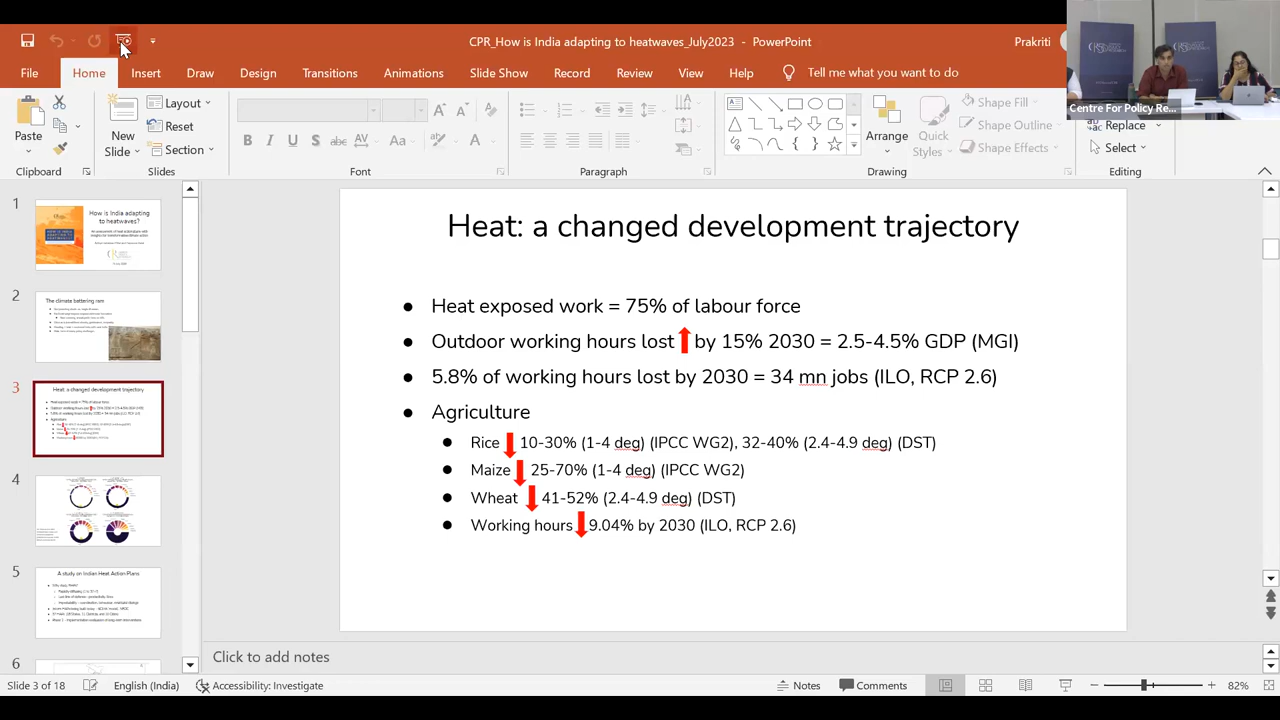 CPR_How is India adapting to heatwaves_July2023 - PowerPoint
Prakriti
File Home Insert Draw Design Transitions Animations Slide Show Record Review View Help Tell me what you want to do
Centre For Policy Re...
Paste
Clipboard
New
Slide
Layout
Reset
Section
Slides
B I U S abc AV Aa A
Font
Paragraph
Arrange
Quick
Styles
Shape Fill
Shape Outline
Shape Effects
Drawing
Replace
Select
Editing
1
How is India adapting
to heatwaves?
2
The climate battering ram
3
Heat: a changed development trajectory
4
5
A study on Indian Heat Action Plans
6
Heat: a changed development trajectory
● Heat exposed work = 75% of labour force
● Outdoor working hours lost by 15% 2030 = 2.5-4.5% GDP (MGI)
● 5.8% of working hours lost by 2030 = 34 mn jobs (ILO, RCP 2.6)
● Agriculture
● Rice 10-30% (1-4 deg) (IPCC WG2), 32-40% (2.4-4.9 deg) (DST)
● Maize 25-70% (1-4 deg) (IPCC WG2)
● Wheat 41-52% (2.4-4.9 deg) (DST)
● Working hours 9.04% by 2030 (ILO, RCP 2.6)
Click to add notes
Slide 3 of 18 English (India) Accessibility: Investigate Notes Comments 82%